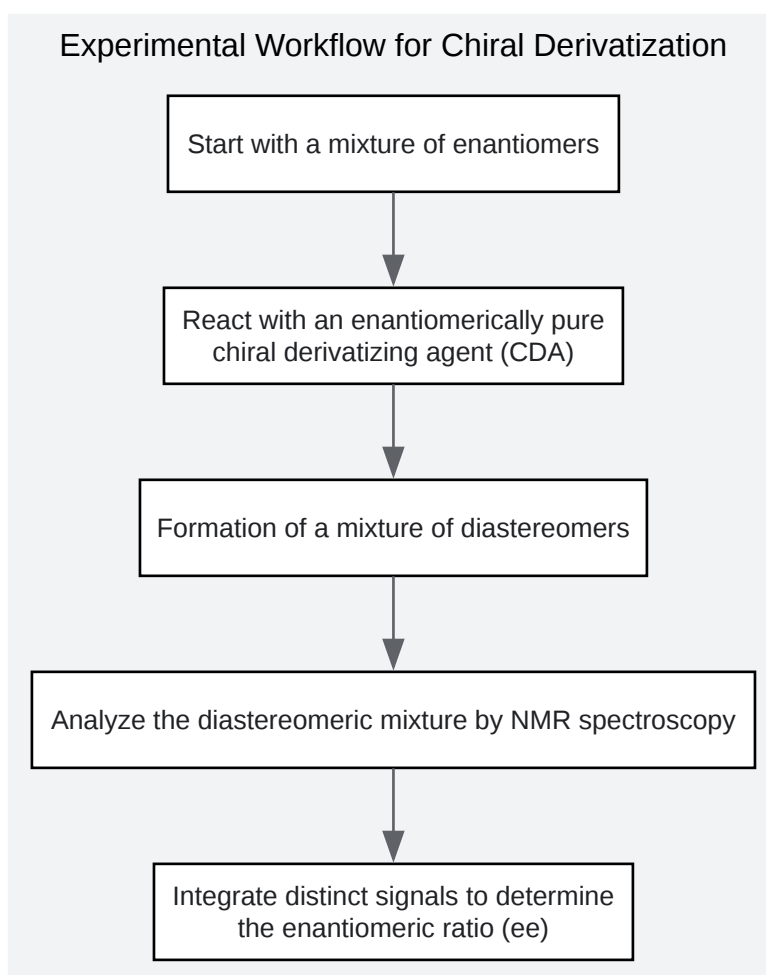 Experimental Workflow for Chiral Derivatization
Start with a mixture of enantiomers
React with an enantiomerically pure
chiral derivatizing agent (CDA)
Formation of a mixture of diastereomers
Analyze the diastereomeric mixture by NMR spectroscopy
Integrate distinct signals to determine
the enantiomeric ratio (ee)